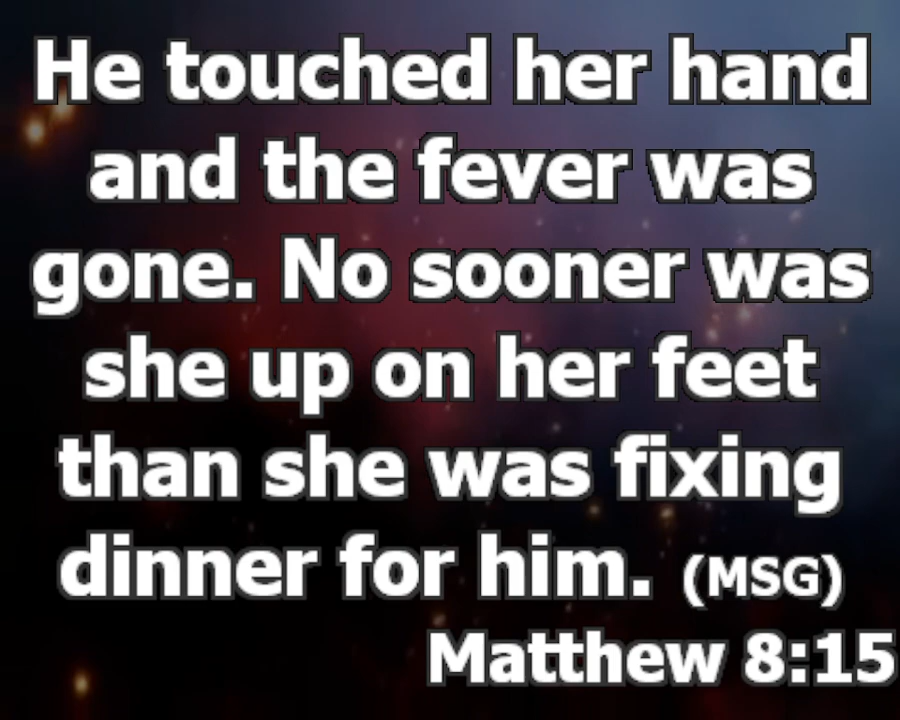 He touched her hand
and the fever was
gone. No sooner was
she up on her feet
than she was fixing
dinner for him. (MSG)
Matthew 8:15